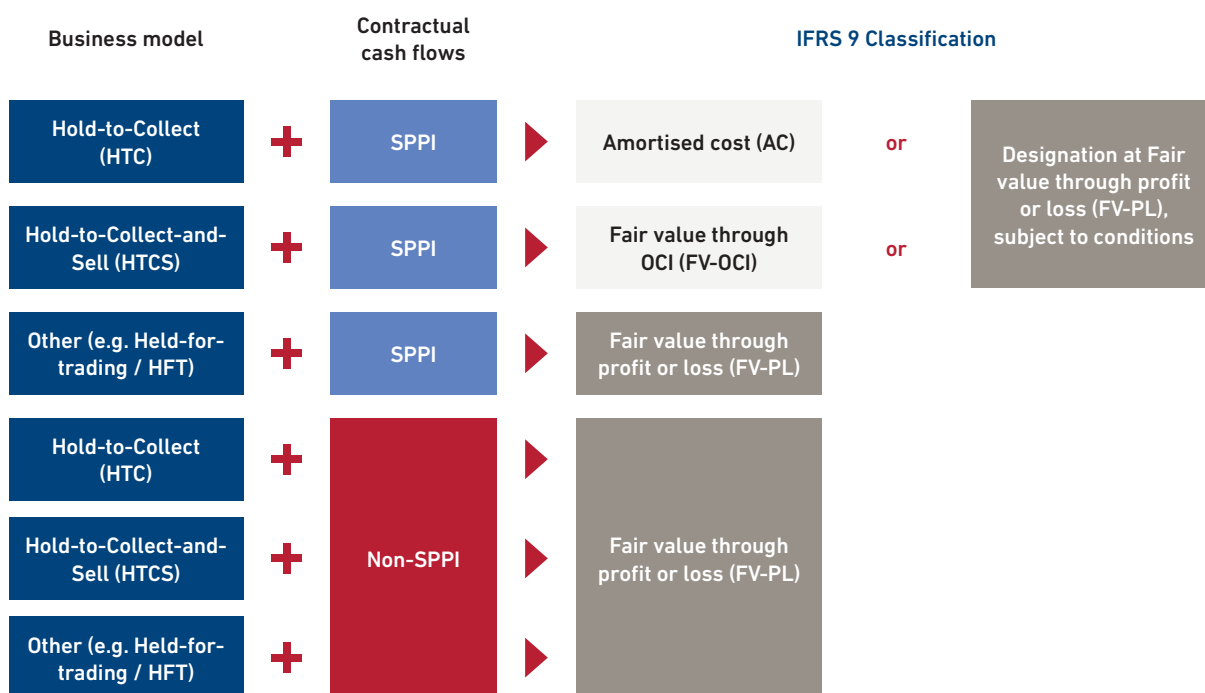 Business model
Contractual
cash flows
IFRS 9 Classification
Hold-to-Collect
(HTC)
SPPI
Amortised cost (AC)
or
Designation at Fair
value through profit
or loss (FV-PL),
subject to conditions
Hold-to-Collect-and-
Sell (HTCS)
SPPI
Fair value through
OCI (FV-OCI)
or
Other (e.g. Held-for-
trading / HFT)
SPPI
Fair value through
profit or loss (FV-PL)
Hold-to-Collect
(HTC)
Hold-to-Collect-and-
Sell (HTCS)
Non-SPPI
Fair value through
profit or loss (FV-PL)
Other (e.g. Held-for-
trading / HFT)